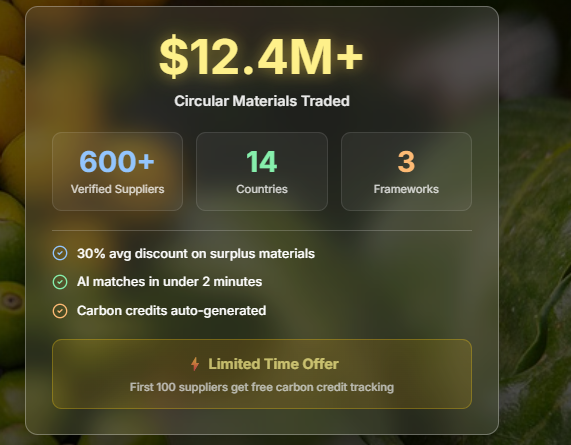 $12.4M+
Circular Materials Traded
600+
Verified Suppliers
14
Countries
3
Frameworks
30% avg discount on surplus materials
AI matches in under 2 minutes
Carbon credits auto-generated
Limited Time Offer
First 100 suppliers get free carbon credit tracking